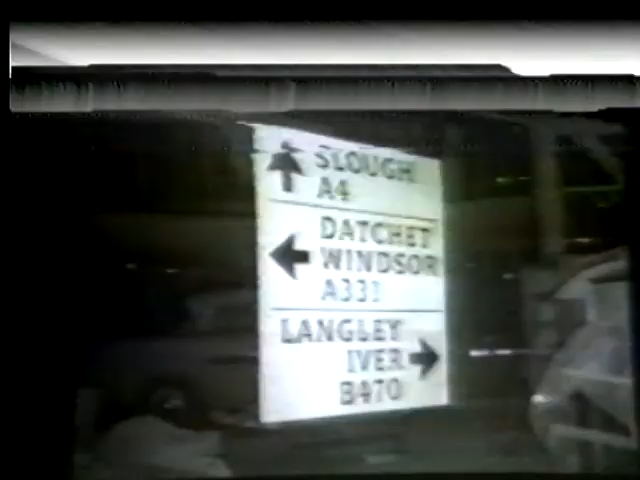 SLOUGH
A4
DATCHET
WINDSOR
A331
LANGLEY
IVER
B470